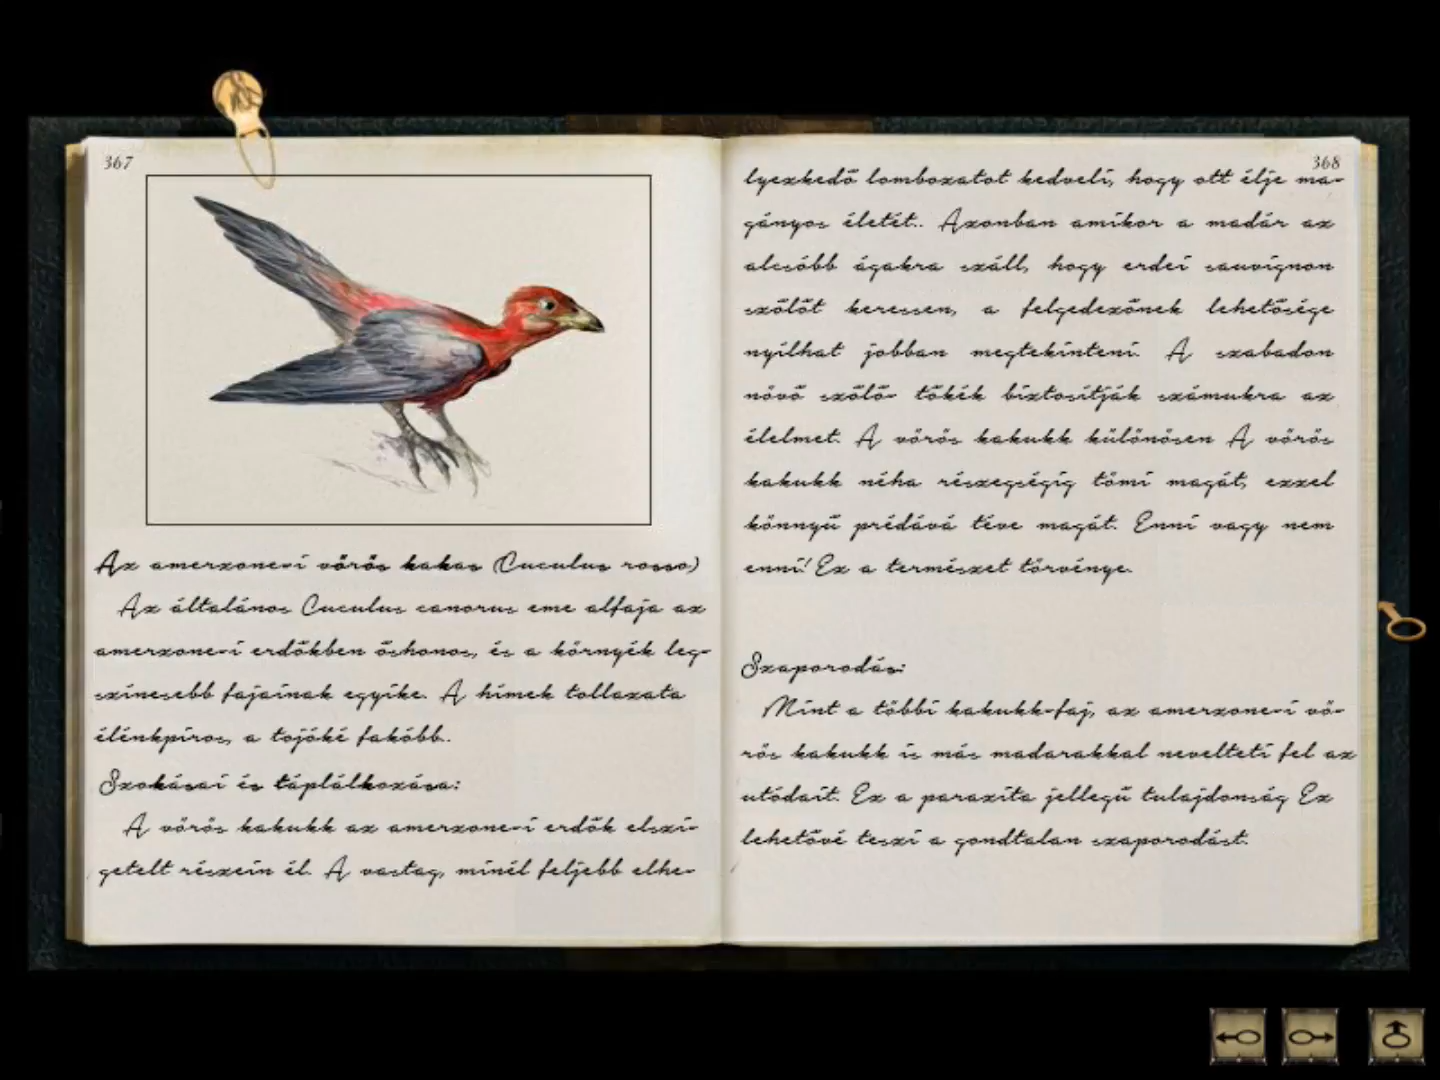 367
Az amerzone-i vörös kakas (Cuculus rosso)
Az általános Cuculus canorus eme alfaja az
amerzone-i erdőkben őshonos, és a környék leg-
színesebb fajainak egyike. A hímek tollazata
élénkpiros, a tojóké fakóbb..
Szokásai és táplálkozása:
A vörös kakukk az amerzone-i erdők elszi-
getelt részein él. A vastag, minél feljebb elhe-
368
lyezkedő lombozatot kedveli, hogy ott élje ma-
gányos életét.. Azonban amikor a madár az
alcsóbb ágakra száll, hogy erdei sauvignon
szőlőt keressen, a felgedezőnek lehetősége
nyílhat jobban megtekinteni. A szabadon
növő szőlő- tőkék biztosítják számukra az
élelmet. A vörös kakukk különösen A vörös
kakukk néha részegségig tömi magát, ezzel
könnyű prédává téve magát. Enni vagy nem
enni! Ez a természet törvénye.
Szaporodás:
Mint a többi kakukk-faj, az amerzone-i vö-
rös kakukk is más madarakkal nevelteti fel az
utódait. Ez a parazita jellegű tulajdonság Ez
lehetővé teszi a gondtalan szaporodást.